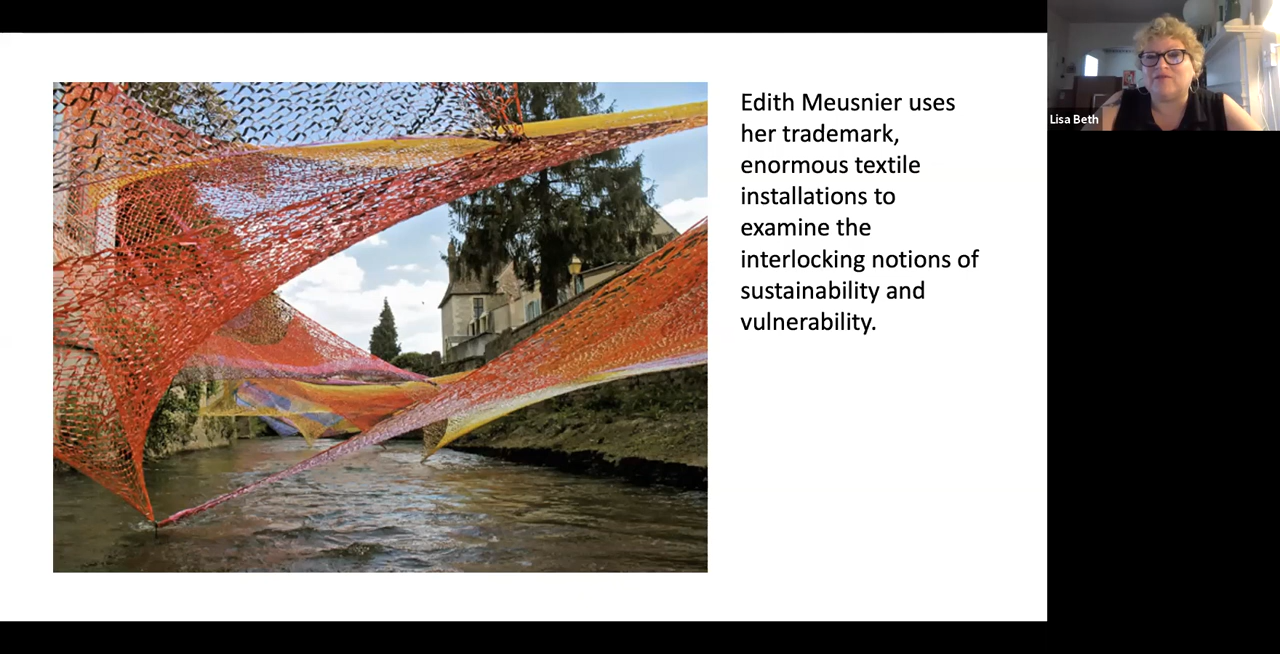 Edith Meusnier uses
her trademark,
enormous textile
installations to
examine the
interlocking notions of
sustainability and
vulnerability.
Lisa Beth